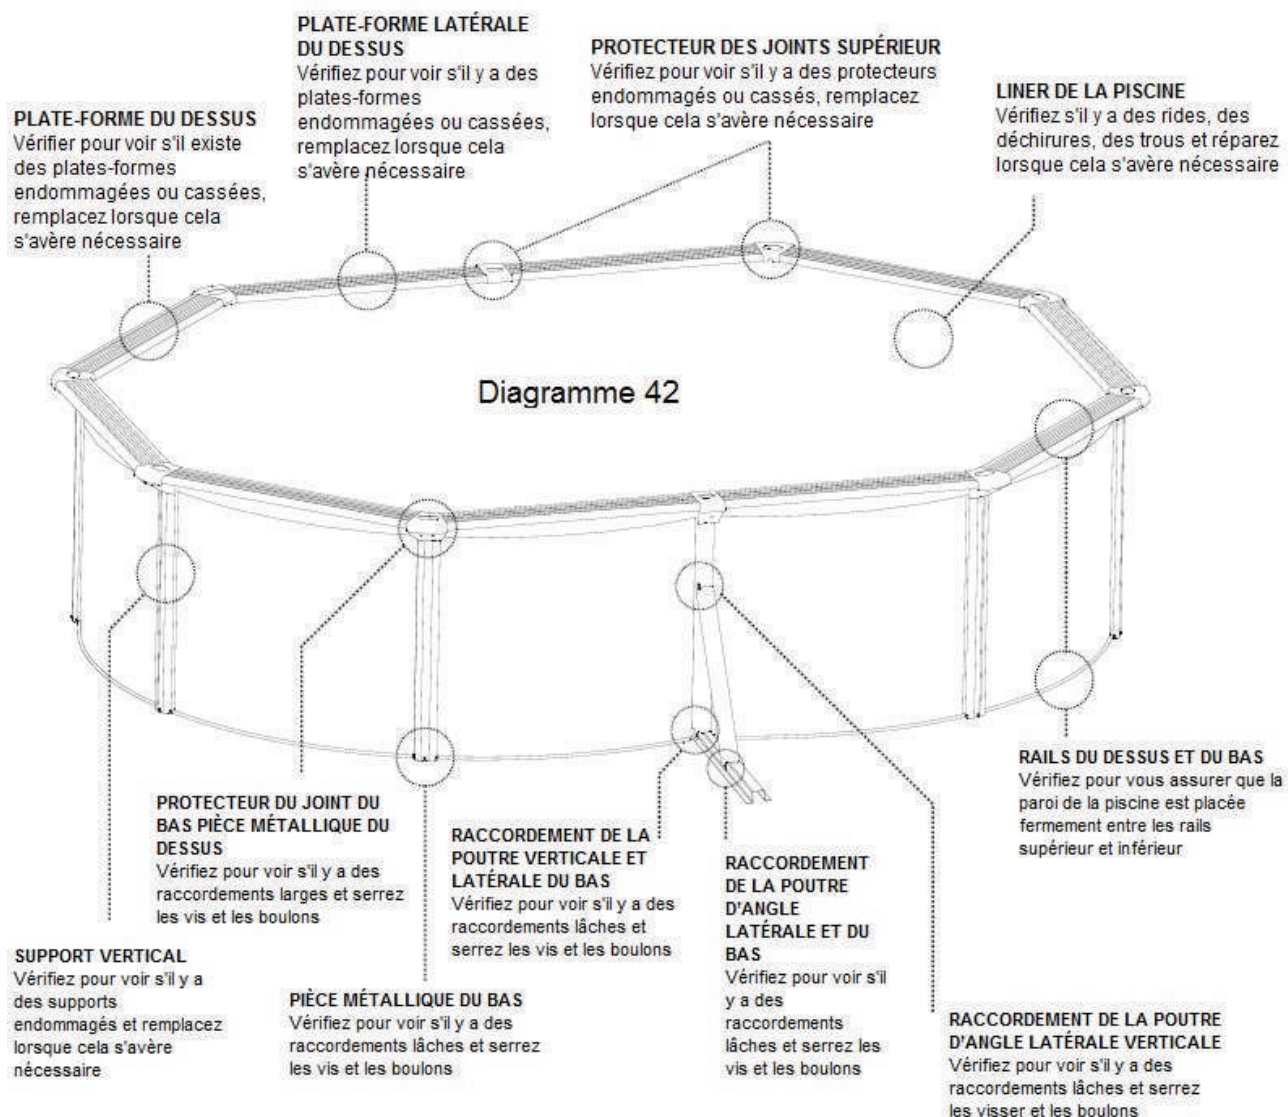 PLATE-FORME LATÉRALE
DU DESSUS
Vérifiez pour voir s'il y a des
plates-formes
endommagées ou cassées,
remplacez lorsque cela
s'avère nécessaire
PROTECTEUR DES JOINTS SUPÉRIEUR
Vérifiez pour voir s'il y a des protecteurs
endommagés ou cassés, remplacez
lorsque cela s'avère nécessaire
LINER DE LA PISCINE
Vérifiez s'il y a des rides, des
déchirures, des trous et réparez
lorsque cela s'avère nécessaire
PLATE-FORME DU DESSUS
Vérifier pour voir s'il existe
des plates-formes
endommagées ou cassées,
remplacez lorsque cela
s'avère nécessaire
Diagramme 42
RAILS DU DESSUS ET DU BAS
Vérifiez pour vous assurer que la
paroi de la piscine est placée
fermement entre les rails
supérieur et inférieur
PROTECTEUR DU JOINT DU
BAS PIÈCE MÉTALLIQUE DU
DESSUS
Vérifiez pour voir s'il y a des
raccordements larges et serrez
les vis et les boulons
RACCORDEMENT DE LA
POUTRE VERTICALE ET
LATÉRALE DU BAS
Vérifiez pour voir s'il y a des
raccordements lâches et
serrez les vis et les boulons
RACCORDEMENT
DE LA POUTRE
D'ANGLE
LATÉRALE ET DU
BAS
Vérifiez pour voir s'il
y a des
raccordements
lâches et serrez les
vis et les boulons
SUPPORT VERTICAL
Vérifiez pour voir s'il y a
des supports
endommagés et remplacez
lorsque cela s'avère
nécessaire
PIÈCE MÉTALLIQUE DU BAS
Vérifiez pour voir s'il y a des
raccordements lâches et serrez
les vis et les boulons
RACCORDEMENT DE LA POUTRE
D'ANGLE LATÉRALE VERTICALE
Vérifiez pour voir s'il y a des
raccordements lâches et serrez
les visser et les boulons